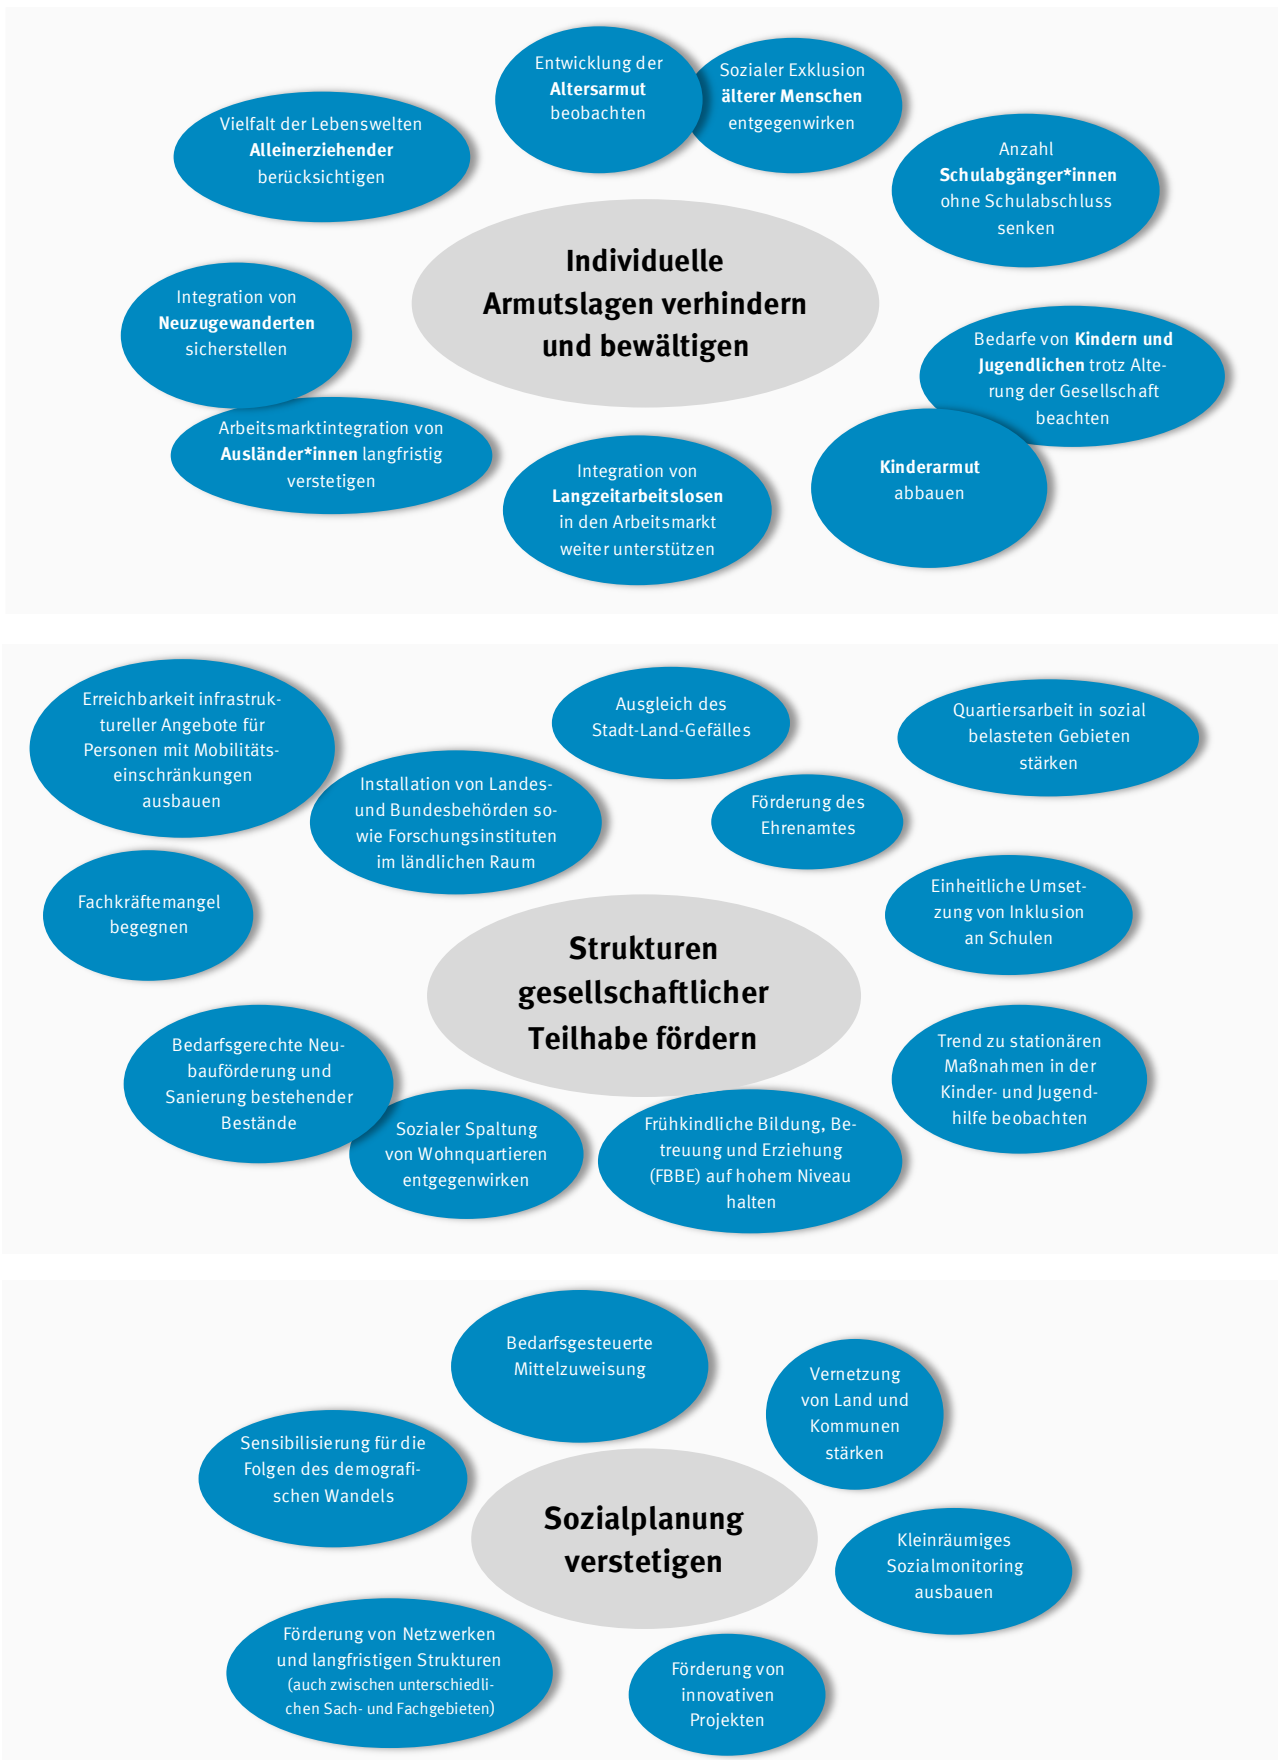 Entwicklung der
Altersarmut
beobachten
Sozialer Exklusion
älterer Menschen
entgegenwirken
Vielfalt der Lebenswelten
Alleinerziehender
berücksichtigen
Anzahl
Schulabgänger*innen
ohne Schulabschluss
senken
Individuelle
Armutslagen verhindern
und bewältigen
Integration von
Neuzugewanderten
sicherstellen
Bedarfe von Kindern und
Jugendlichen trotz Alte-
rung der Gesellschaft
beachten
Arbeitsmarktintegration von
Ausländer*innen langfristig
verstetigen
Integration von
Langzeitarbeitslosen
in den Arbeitsmarkt
weiter unterstützen
Kinderarmut
abbauen
Erreichbarkeit infrastruk-
tureller Angebote für
Personen mit Mobilitäts-
einschränkungen
ausbauen
Ausgleich des
Stadt-Land-Gefälles
Quartiersarbeit in sozial
belasteten Gebieten
stärken
Installation von Landes-
und Bundesbehörden so-
wie Forschungsinstituten
im ländlichen Raum
Förderung des
Ehrenamtes
Fachkräftemangel
begegnen
Einheitliche Umset-
zung von Inklusion
an Schulen
Strukturen
gesellschaftlicher
Teilhabe fördern
Bedarfsgerechte Neu-
bauförderung und
Sanierung bestehender
Bestände
Trend zu stationären
Maßnahmen in der
Kinder- und Jugend-
hilfe beobachten
Sozialer Spaltung
von Wohnquartieren
entgegenwirken
Frühkindliche Bildung, Be-
treuung und Erziehung
(FBBE) auf hohem Niveau
halten
Bedarfsgesteuerte
Mittelzuweisung
Vernetzung
von Land und
Kommunen
stärken
Sensibilisierung für die
Folgen des demografi-
schen Wandels
Sozialplanung
verstetigen
Kleinräumiges
Sozialmonitoring
ausbauen
Förderung von Netzwerken
und langfristigen Strukturen
(auch zwischen unterschiedli-
chen Sach- und Fachgebieten)
Förderung von
innovativen
Projekten